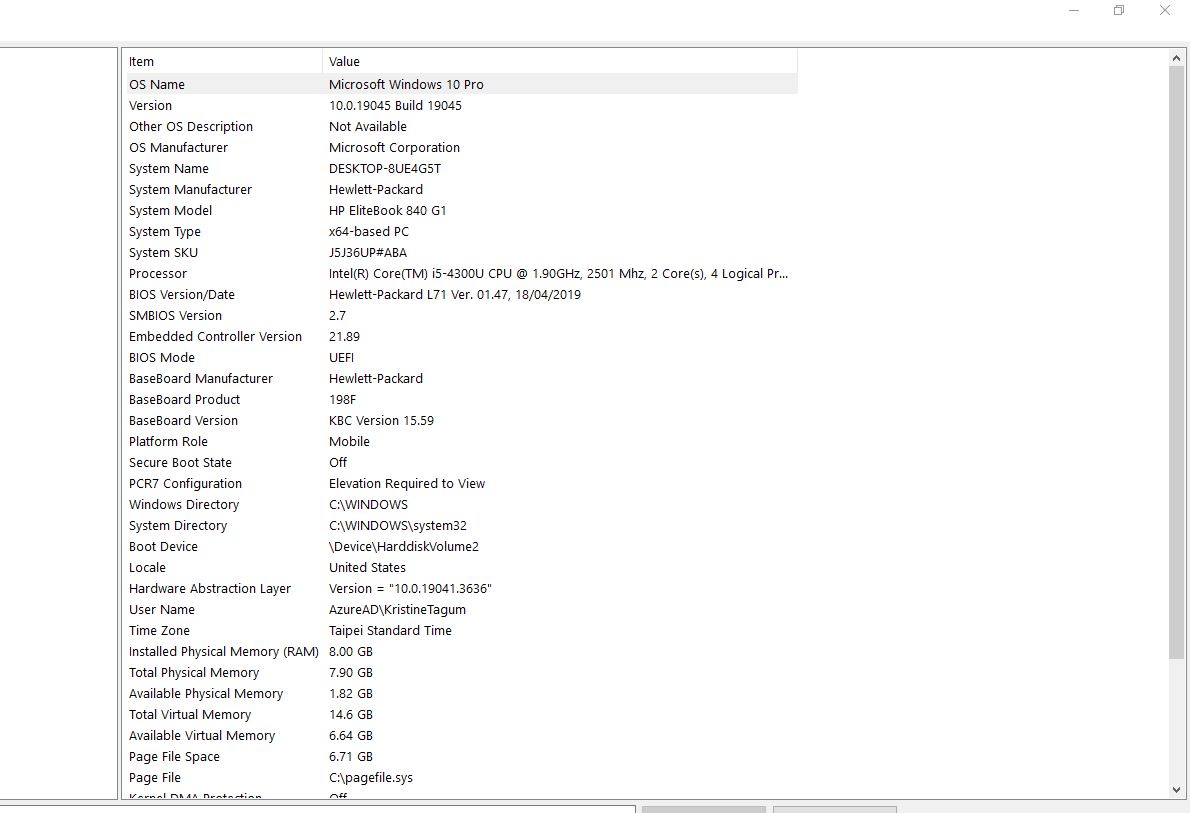 Item Value
OS Name Microsoft Windows 10 Pro
Version 10.0.19045 Build 19045
Other OS Description Not Available
OS Manufacturer Microsoft Corporation
System Name DESKTOP-8UE4G5T
System Manufacturer Hewlett-Packard
System Model HP EliteBook 840 G1
System Type x64-based PC
System SKU J5J36UP#ABA
Processor Intel(R) Core(TM) i5-4300U CPU @ 1.90GHz, 2501 Mhz, 2 Core(s), 4 Logical Pr...
BIOS Version/Date Hewlett-Packard L71 Ver. 01.47, 18/04/2019
SMBIOS Version 2.7
Embedded Controller Version 21.89
BIOS Mode UEFI
BaseBoard Manufacturer Hewlett-Packard
BaseBoard Product 198F
BaseBoard Version KBC Version 15.59
Platform Role Mobile
Secure Boot State Off
PCR7 Configuration Elevation Required to View
Windows Directory C:\WINDOWS
System Directory C:\WINDOWS\system32
Boot Device \Device\HarddiskVolume2
Locale United States
Hardware Abstraction Layer Version = "10.0.19041.3636"
User Name AzureAD\KristineTagum
Time Zone Taipei Standard Time
Installed Physical Memory (RAM) 8.00 GB
Total Physical Memory 7.90 GB
Available Physical Memory 1.82 GB
Total Virtual Memory 14.6 GB
Available Virtual Memory 6.64 GB
Page File Space 6.71 GB
Page File C:\pagefile.sys
Kernel DMA Protection Off